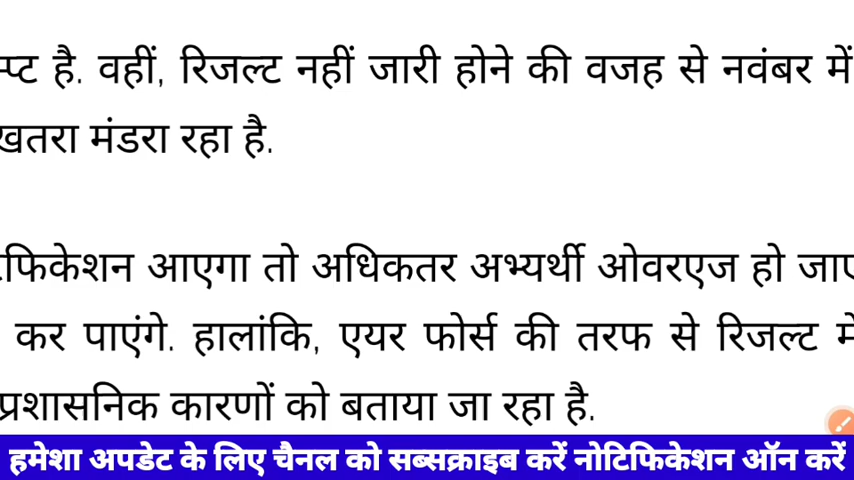 है. वहीं, रिजल्ट नहीं जारी होने की वजह से नवंबर में
खतरा मंडरा रहा है.
आएगा तो अधिकतर अभ्यर्थी ओवरएज हो
कर पाएंगे. हालांकि, एयर फोर्स की तरफ से रिजल्ट
प्रशासनिक कारणों को बताया जा रहा है.
हमेशा अपडेट के लिए चैनल को सब्सक्राइब करें नोटिफिकेशन ऑन करें